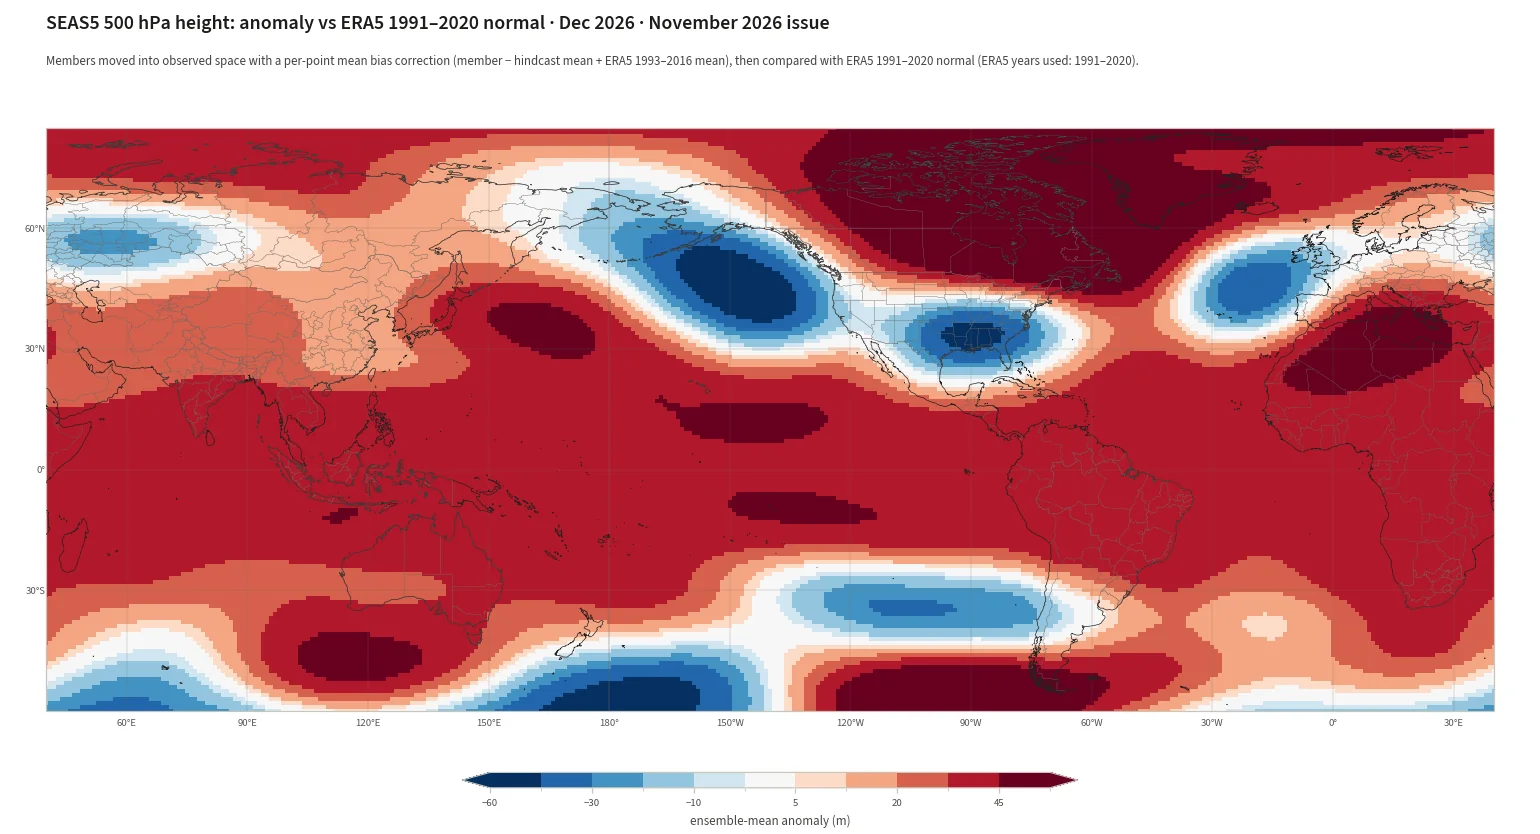 SEAS5 500 hPa height: anomaly vs ERA5 1991–2020 normal · Dec 2026 · November 2026 issue
Members moved into observed space with a per-point mean bias correction (member − hindcast mean + ERA5 1993–2016 mean), then compared with ERA5 1991–2020 normal (ERA5 years used: 1991–2020).
60°N
30°N
0°
30°S
60°E 90°E 120°E 150°E 180° 150°W 120°W 90°W 60°W 30°W 0° 30°E
−60 −30 −10 5 20 45
ensemble-mean anomaly (m)